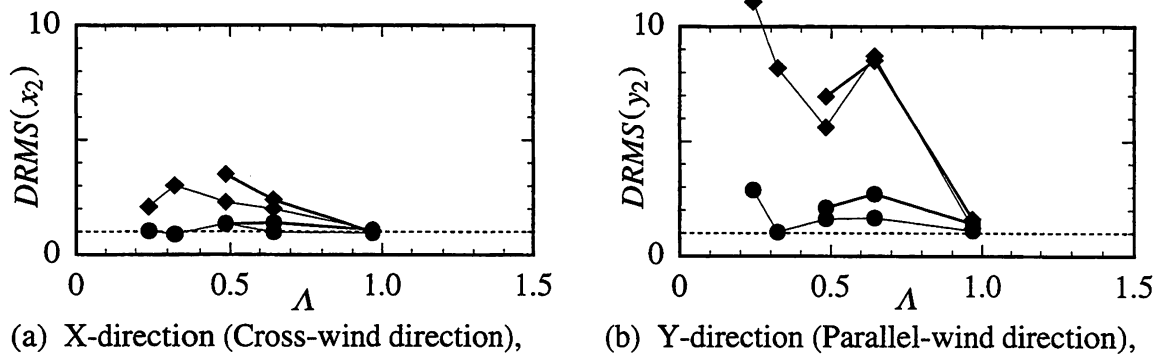 10
10
DRMS(x2)
DRMS(y2)
0
0
0 0.5 1.0 1.5
0 0.5 1.0 1.5
Λ
Λ
(a) X-direction (Cross-wind direction),
(b) Y-direction (Parallel-wind direction),